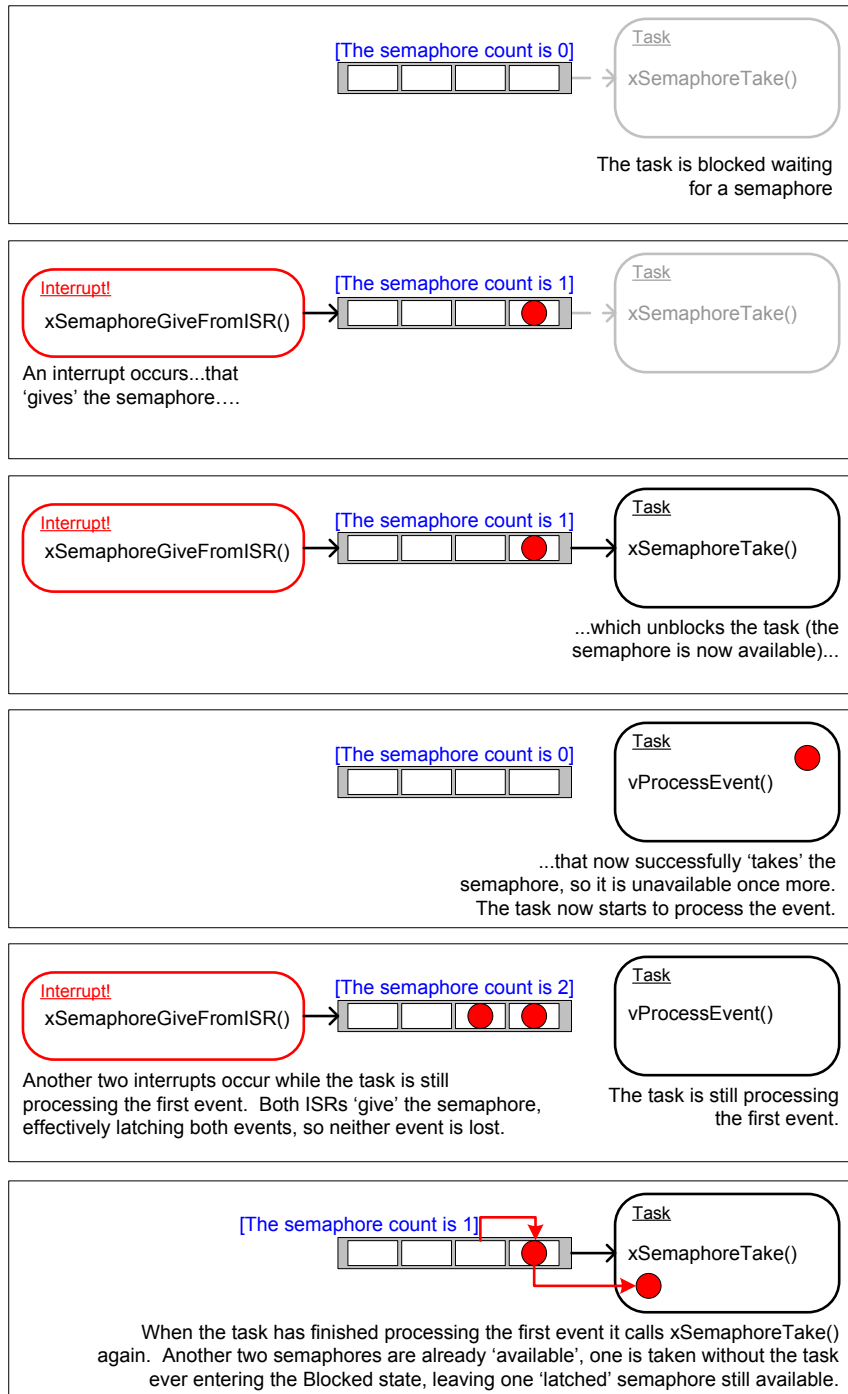 [The semaphore count is 0]
Task
xSemaphoreTake()
The task is blocked waiting
for a semaphore
Interrupt!
xSemaphoreGiveFromISR()
[The semaphore count is 1]
Task
xSemaphoreTake()
An interrupt occurs...that
‘gives’ the semaphore….
Interrupt!
xSemaphoreGiveFromISR()
[The semaphore count is 1]
Task
xSemaphoreTake()
...which unblocks the task (the
semaphore is now available)...
[The semaphore count is 0]
Task
vProcessEvent()
...that now successfully ‘takes’ the
semaphore, so it is unavailable once more.
The task now starts to process the event.
Interrupt!
xSemaphoreGiveFromISR()
[The semaphore count is 2]
Task
vProcessEvent()
Another two interrupts occur while the task is still
processing the first event.  Both ISRs ‘give’ the semaphore,
effectively latching both events, so neither event is lost.
The task is still processing
the first event.
[The semaphore count is 1]
Task
xSemaphoreTake()
When the task has finished processing the first event it calls xSemaphoreTake()
again.  Another two semaphores are already ‘available’, one is taken without the task
ever entering the Blocked state, leaving one ‘latched’ semaphore still available.